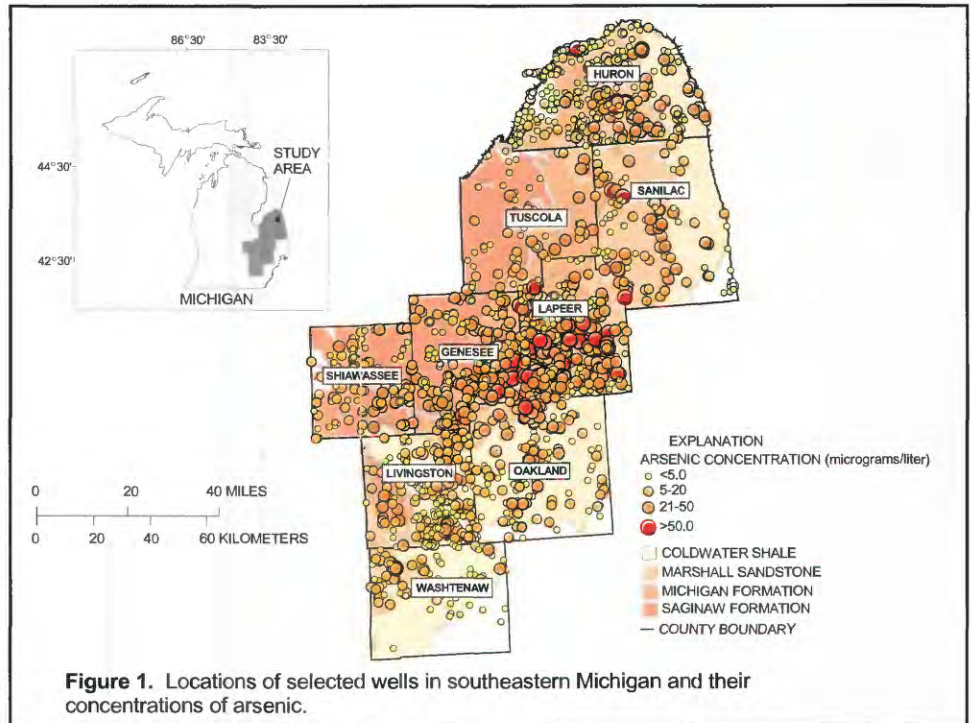 86°30' 83°30'
44°30'
42°30'
STUDY
AREA
MICHIGAN
HURON
SANILAC
TUSCOLA
LAPEER
GENESEE
SHIAWASSEE
LIVINGSTON
OAKLAND
WASHTENAW
0 20 40 MILES
0 20 40 60 KILOMETERS
EXPLANATION
ARSENIC CONCENTRATION (micrograms/liter)
<5.0
5-20
21-50
>50.0
COLDWATER SHALE
MARSHALL SANDSTONE
MICHIGAN FORMATION
SAGINAW FORMATION
COUNTY BOUNDARY
Figure 1. Locations of selected wells in southeastern Michigan and their
concentrations of arsenic.